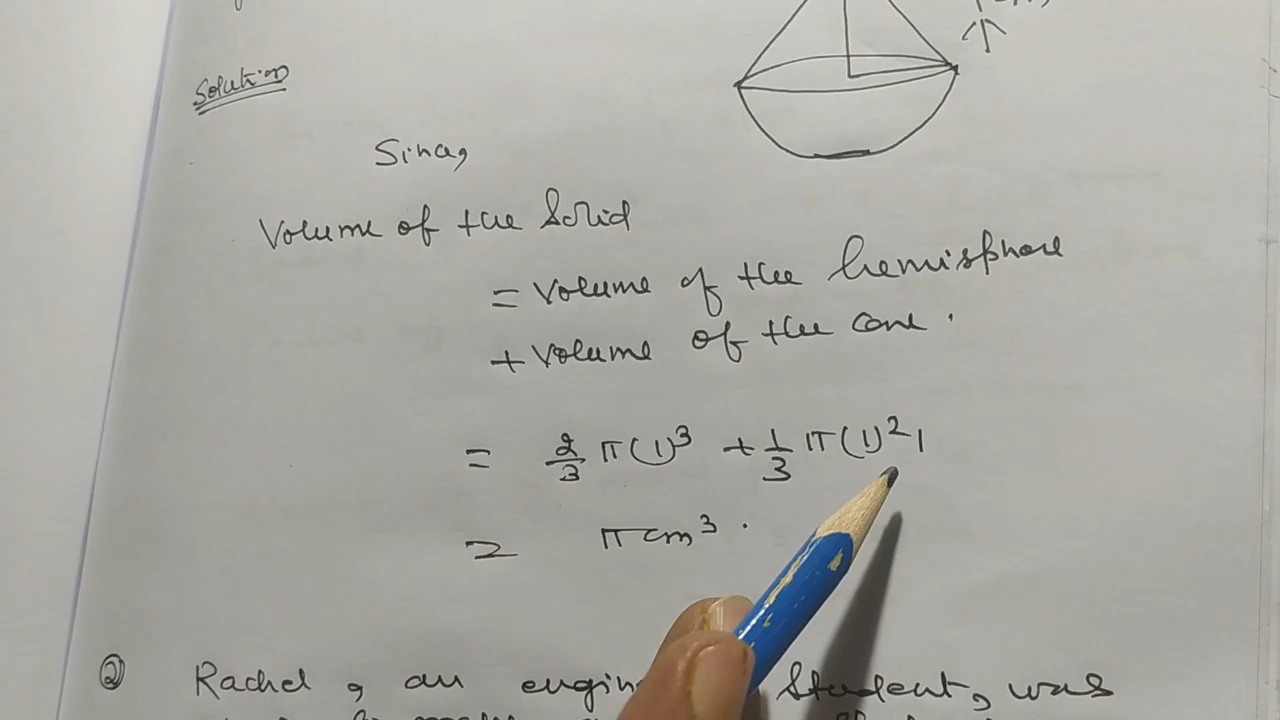 Solution
Since,
Volume of the Solid
= Volume of the hemisphere
+ Volume of the cone.
= 2/3 π(1)³ + 1/3 π(1)² 1
= π cm³.
② Rachel, an student, was